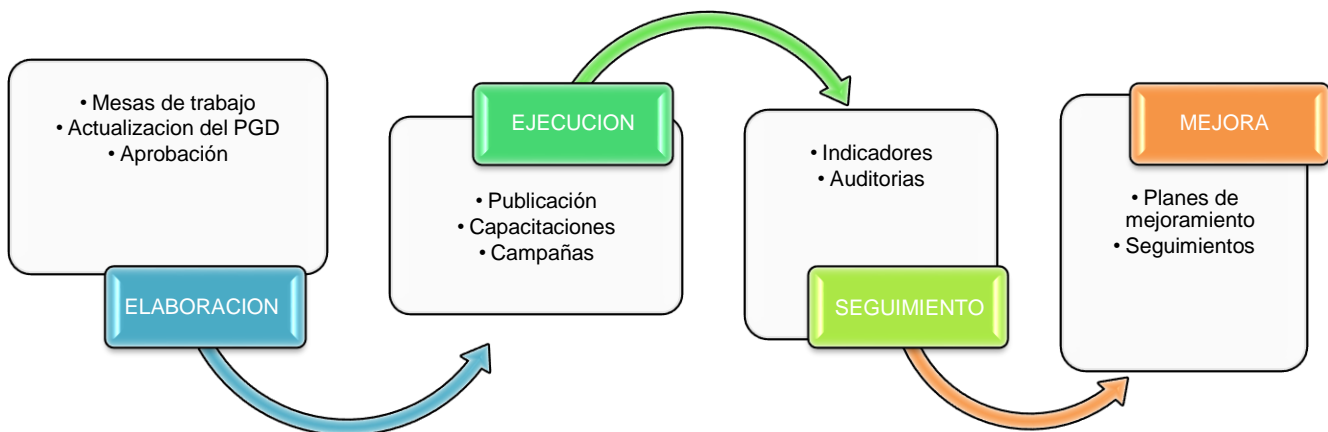 • Mesas de trabajo
• Actualizacion del PGD
• Aprobación
ELABORACION
EJECUCION
• Publicación
• Capacitaciones
• Campañas
• Indicadores
• Auditorias
SEGUIMIENTO
MEJORA
• Planes de
mejoramiento
• Seguimientos